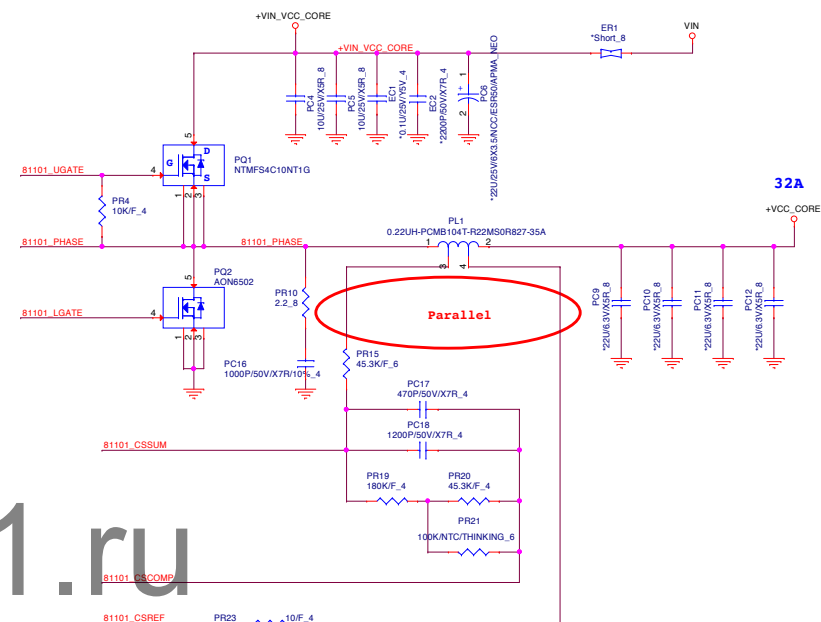 +VIN_VCC_CORE
+VIN_VCC_CORE
ER1
*Short_8
VIN
PC4
10U/25V/X5R_8
PC5
10U/25V/X5R_8
EC1
*0.1U/25V/Y5V_4
EC2
*2200P/50V/X7R_4
+
1
2
PC6
*22U/25V/6X3.5/NCC/ESR50/APMA_NEO
5
D
G
S
4
1
2
3
PQ1
NTMFS4C10NT1G
81101_UGATE
PR4
10K/F_4
32A
+VCC_CORE
81101_PHASE
81101_PHASE
PL1
0.22UH-PCMB104T-R22MS0R827-35A
1
2
3
4
PQ2
AON6502
5
4
1
2
3
81101_LGATE
PR10
2.2_8
Parallel
PC9
*22U/6.3V/X5R_8
PC10
*22U/6.3V/X5R_8
PC11
*22U/6.3V/X5R_8
PC12
*22U/6.3V/X5R_8
PC16
1000P/50V/X7R/10%_4
PR15
45.3K/F_6
PC17
470P/50V/X7R_4
PC18
1200P/50V/X7R_4
81101_CSSUM
PR19
180K/F_4
PR20
45.3K/F_4
PR21
100K/NTC/THINKING_6
1.ru
81101_CSCOMP
81101_CSREF
PR23
10/F_4